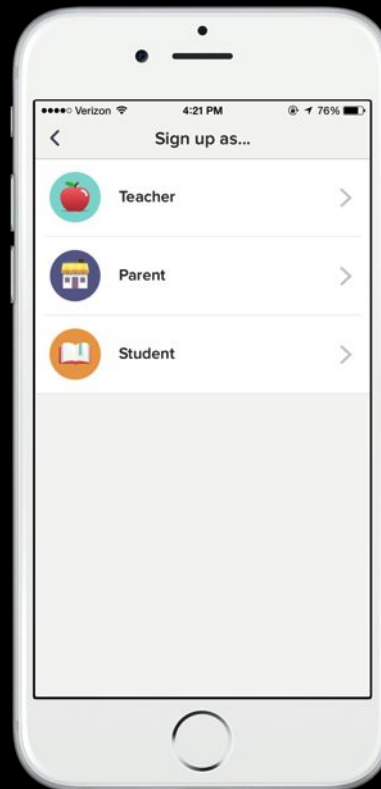 Verizon 4:21 PM 76%
Sign up as...
Teacher
Parent
Student